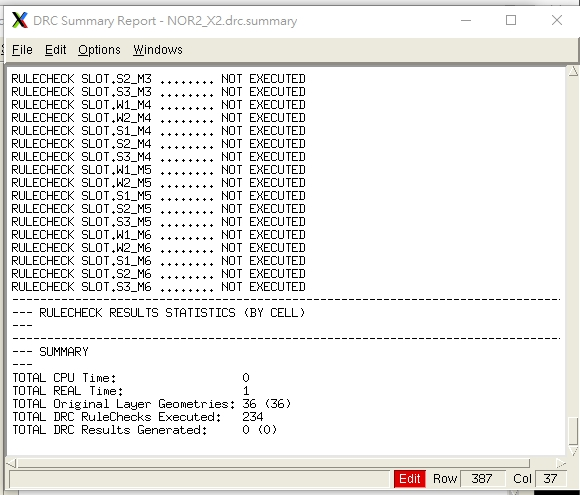 DRC Summary Report - NOR2_X2.drc.summary
File Edit Options Windows
RULECHECK SLOT.S2_M3 ........ NOT EXECUTED
RULECHECK SLOT.S3_M3 ........ NOT EXECUTED
RULECHECK SLOT.W1_M4 ........ NOT EXECUTED
RULECHECK SLOT.W2_M4 ........ NOT EXECUTED
RULECHECK SLOT.S1_M4 ........ NOT EXECUTED
RULECHECK SLOT.S2_M4 ........ NOT EXECUTED
RULECHECK SLOT.S3_M4 ........ NOT EXECUTED
RULECHECK SLOT.W1_M5 ........ NOT EXECUTED
RULECHECK SLOT.W2_M5 ........ NOT EXECUTED
RULECHECK SLOT.S1_M5 ........ NOT EXECUTED
RULECHECK SLOT.S2_M5 ........ NOT EXECUTED
RULECHECK SLOT.S3_M5 ........ NOT EXECUTED
RULECHECK SLOT.W1_M6 ........ NOT EXECUTED
RULECHECK SLOT.W2_M6 ........ NOT EXECUTED
RULECHECK SLOT.S1_M6 ........ NOT EXECUTED
RULECHECK SLOT.S2_M6 ........ NOT EXECUTED
RULECHECK SLOT.S3_M6 ........ NOT EXECUTED
----------------------------------------------------------------------------------
--- RULECHECK RESULTS STATISTICS (BY CELL)
---
----------------------------------------------------------------------------------
--- SUMMARY
---
TOTAL CPU Time: 0
TOTAL REAL Time: 1
TOTAL Original Layer Geometries: 36 (36)
TOTAL DRC RuleChecks Executed: 234
TOTAL DRC Results Generated: 0 (0)
Edit Row 387 Col 37